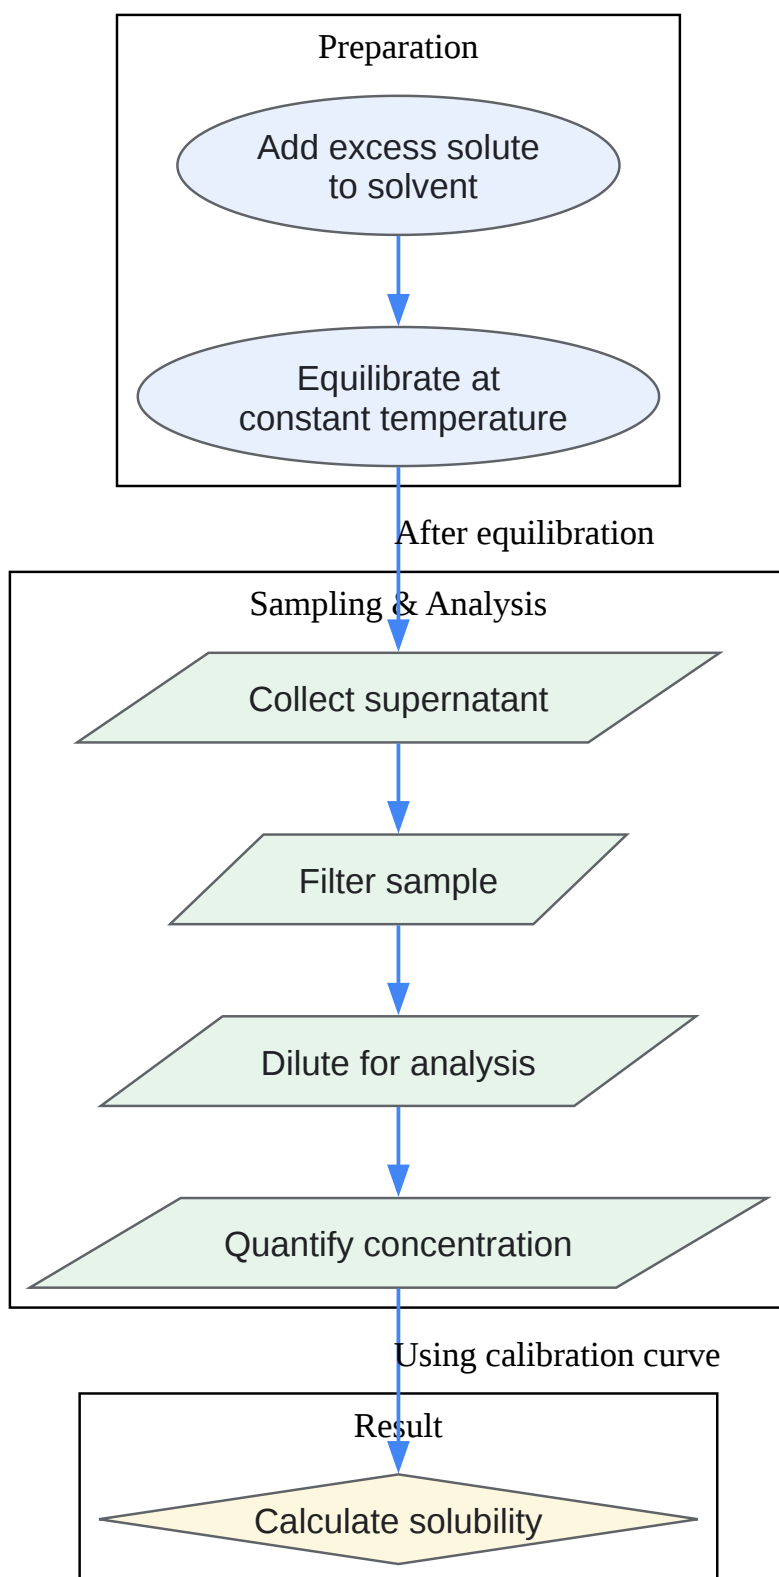 Preparation
Add excess solute
to solvent
Equilibrate at
constant temperature
After equilibration
Sampling & Analysis
Collect supernatant
Filter sample
Dilute for analysis
Quantify concentration
Using calibration curve
Result
Calculate solubility